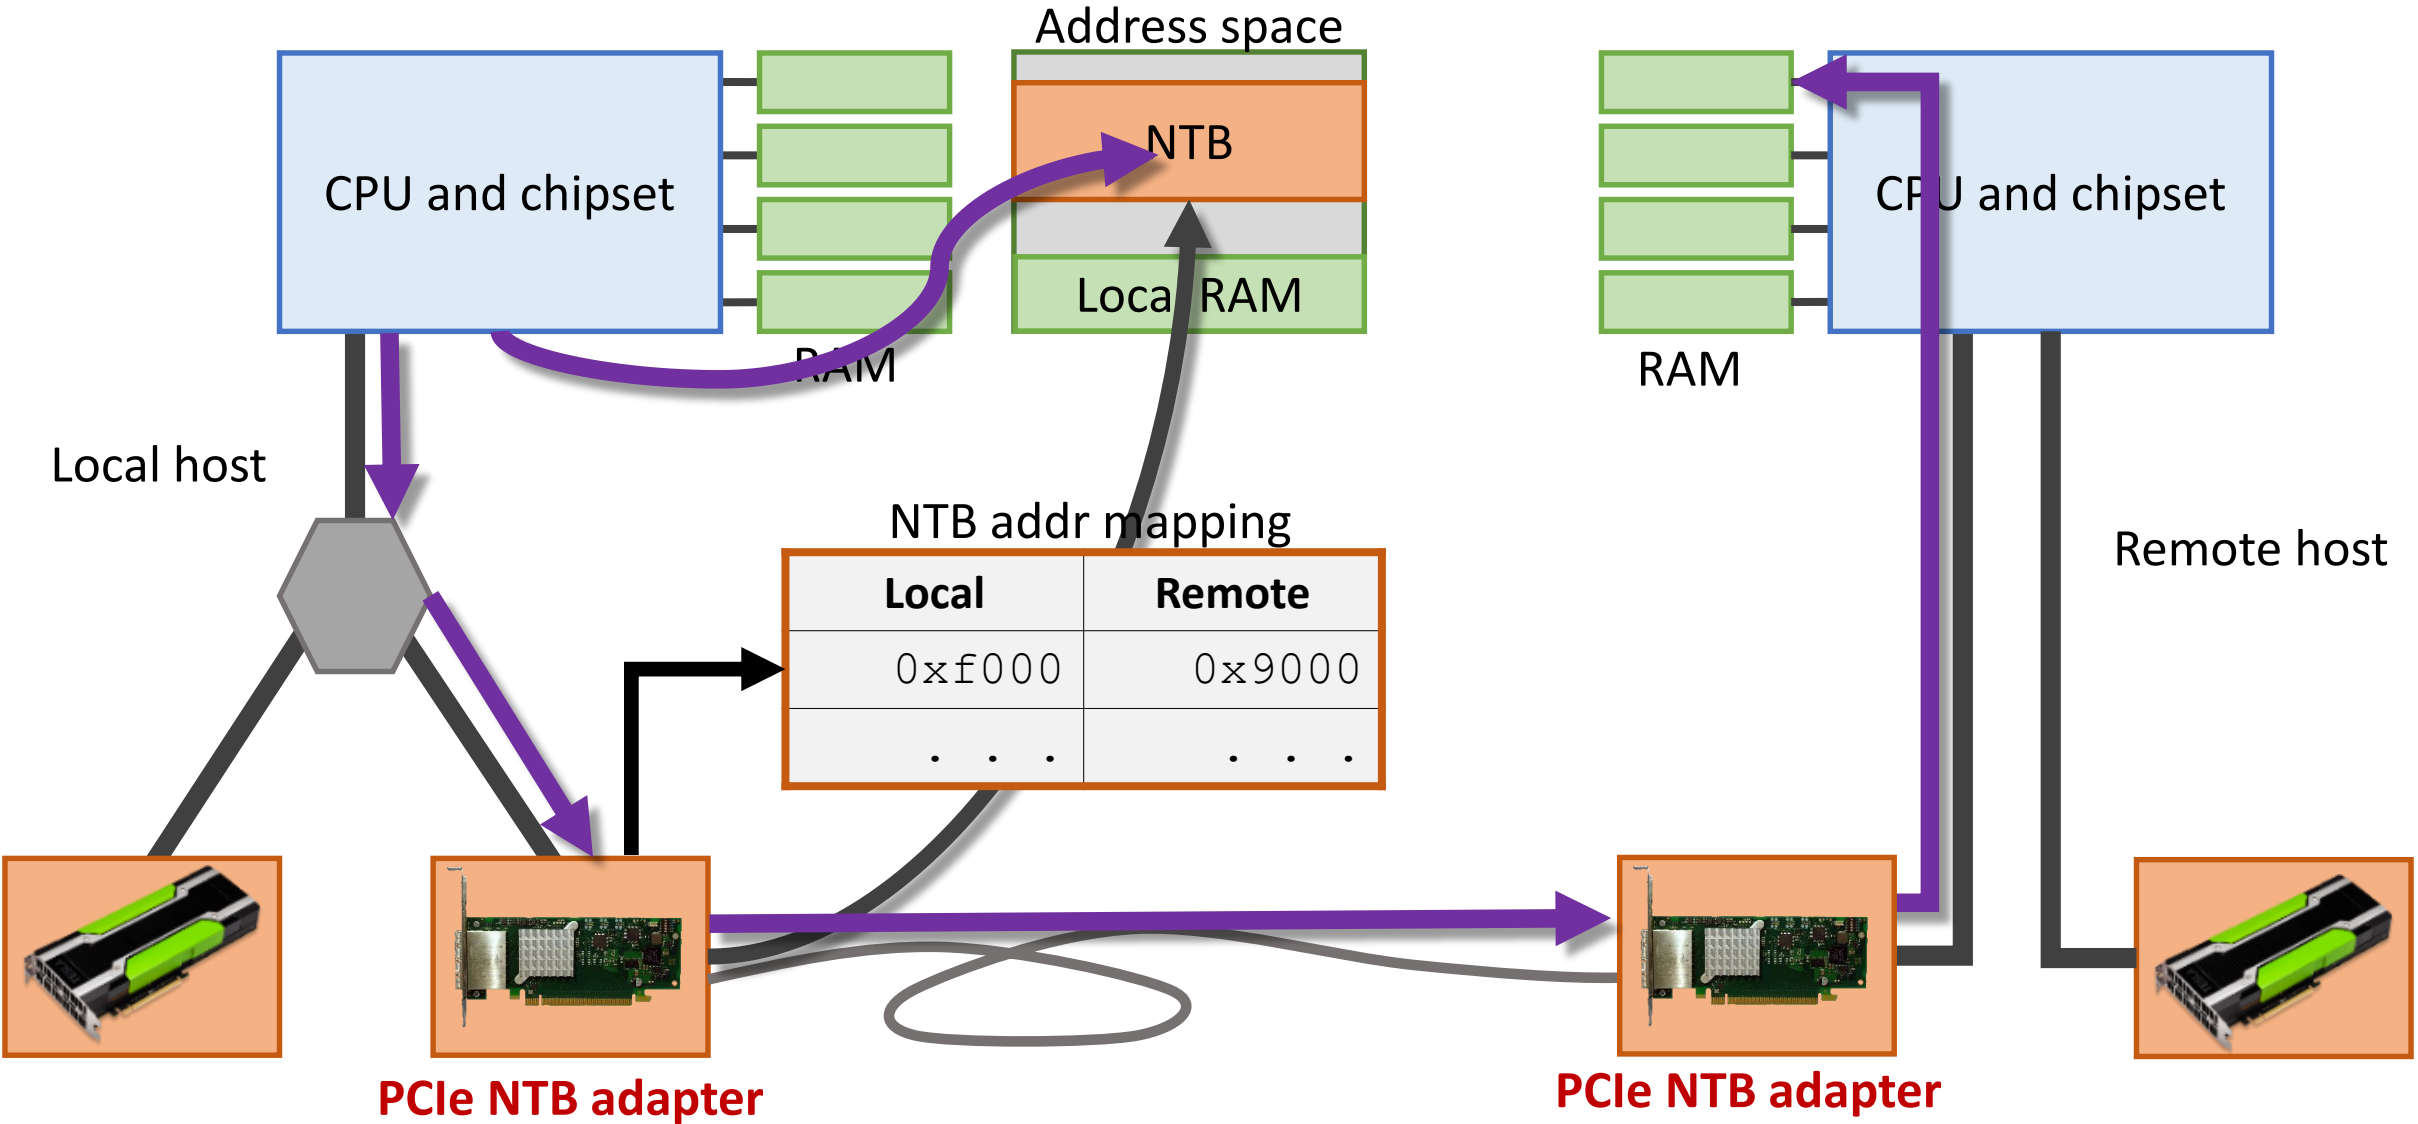 Address space
NTB
CPU and chipset
Local RAM
RAM
CPU and chipset
RAM
Local host
Remote host
NTB addr mapping
Local Remote
0xf000 0x9000
. . . . . .
PCIe NTB adapter
PCIe NTB adapter